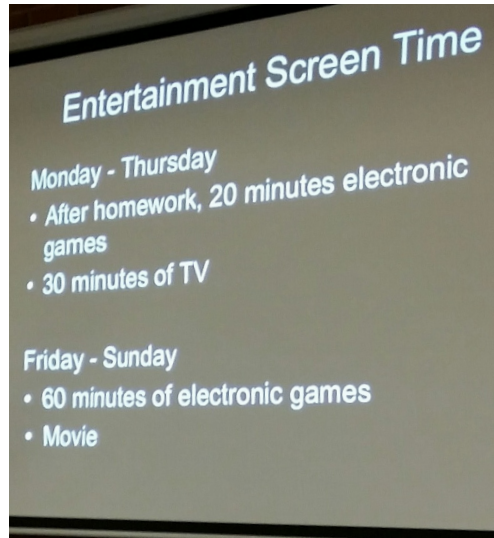 Entertainment Screen Time
Monday - Thursday
• After homework, 20 minutes electronic
games
• 30 minutes of TV
Friday - Sunday
• 60 minutes of electronic games
• Movie